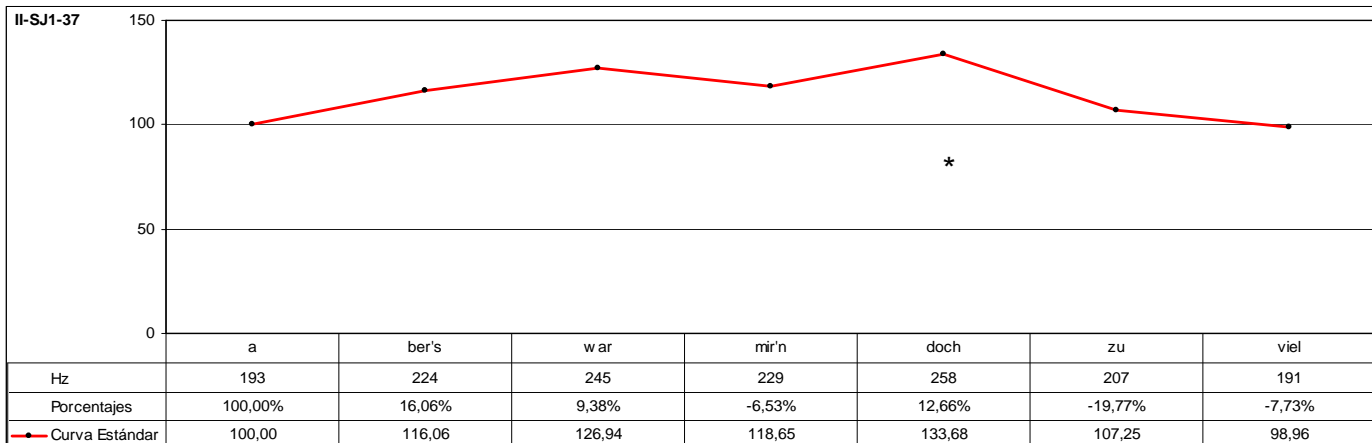 II-SJ1-37
150
100
*
50
0
a ber's war mir'n doch zu viel
Hz 193 224 245 229 258 207 191
Porcentajes 100,00% 16,06% 9,38% -6,53% 12,66% -19,77% -7,73%
Curva Estándar 100,00 116,06 126,94 118,65 133,68 107,25 98,96